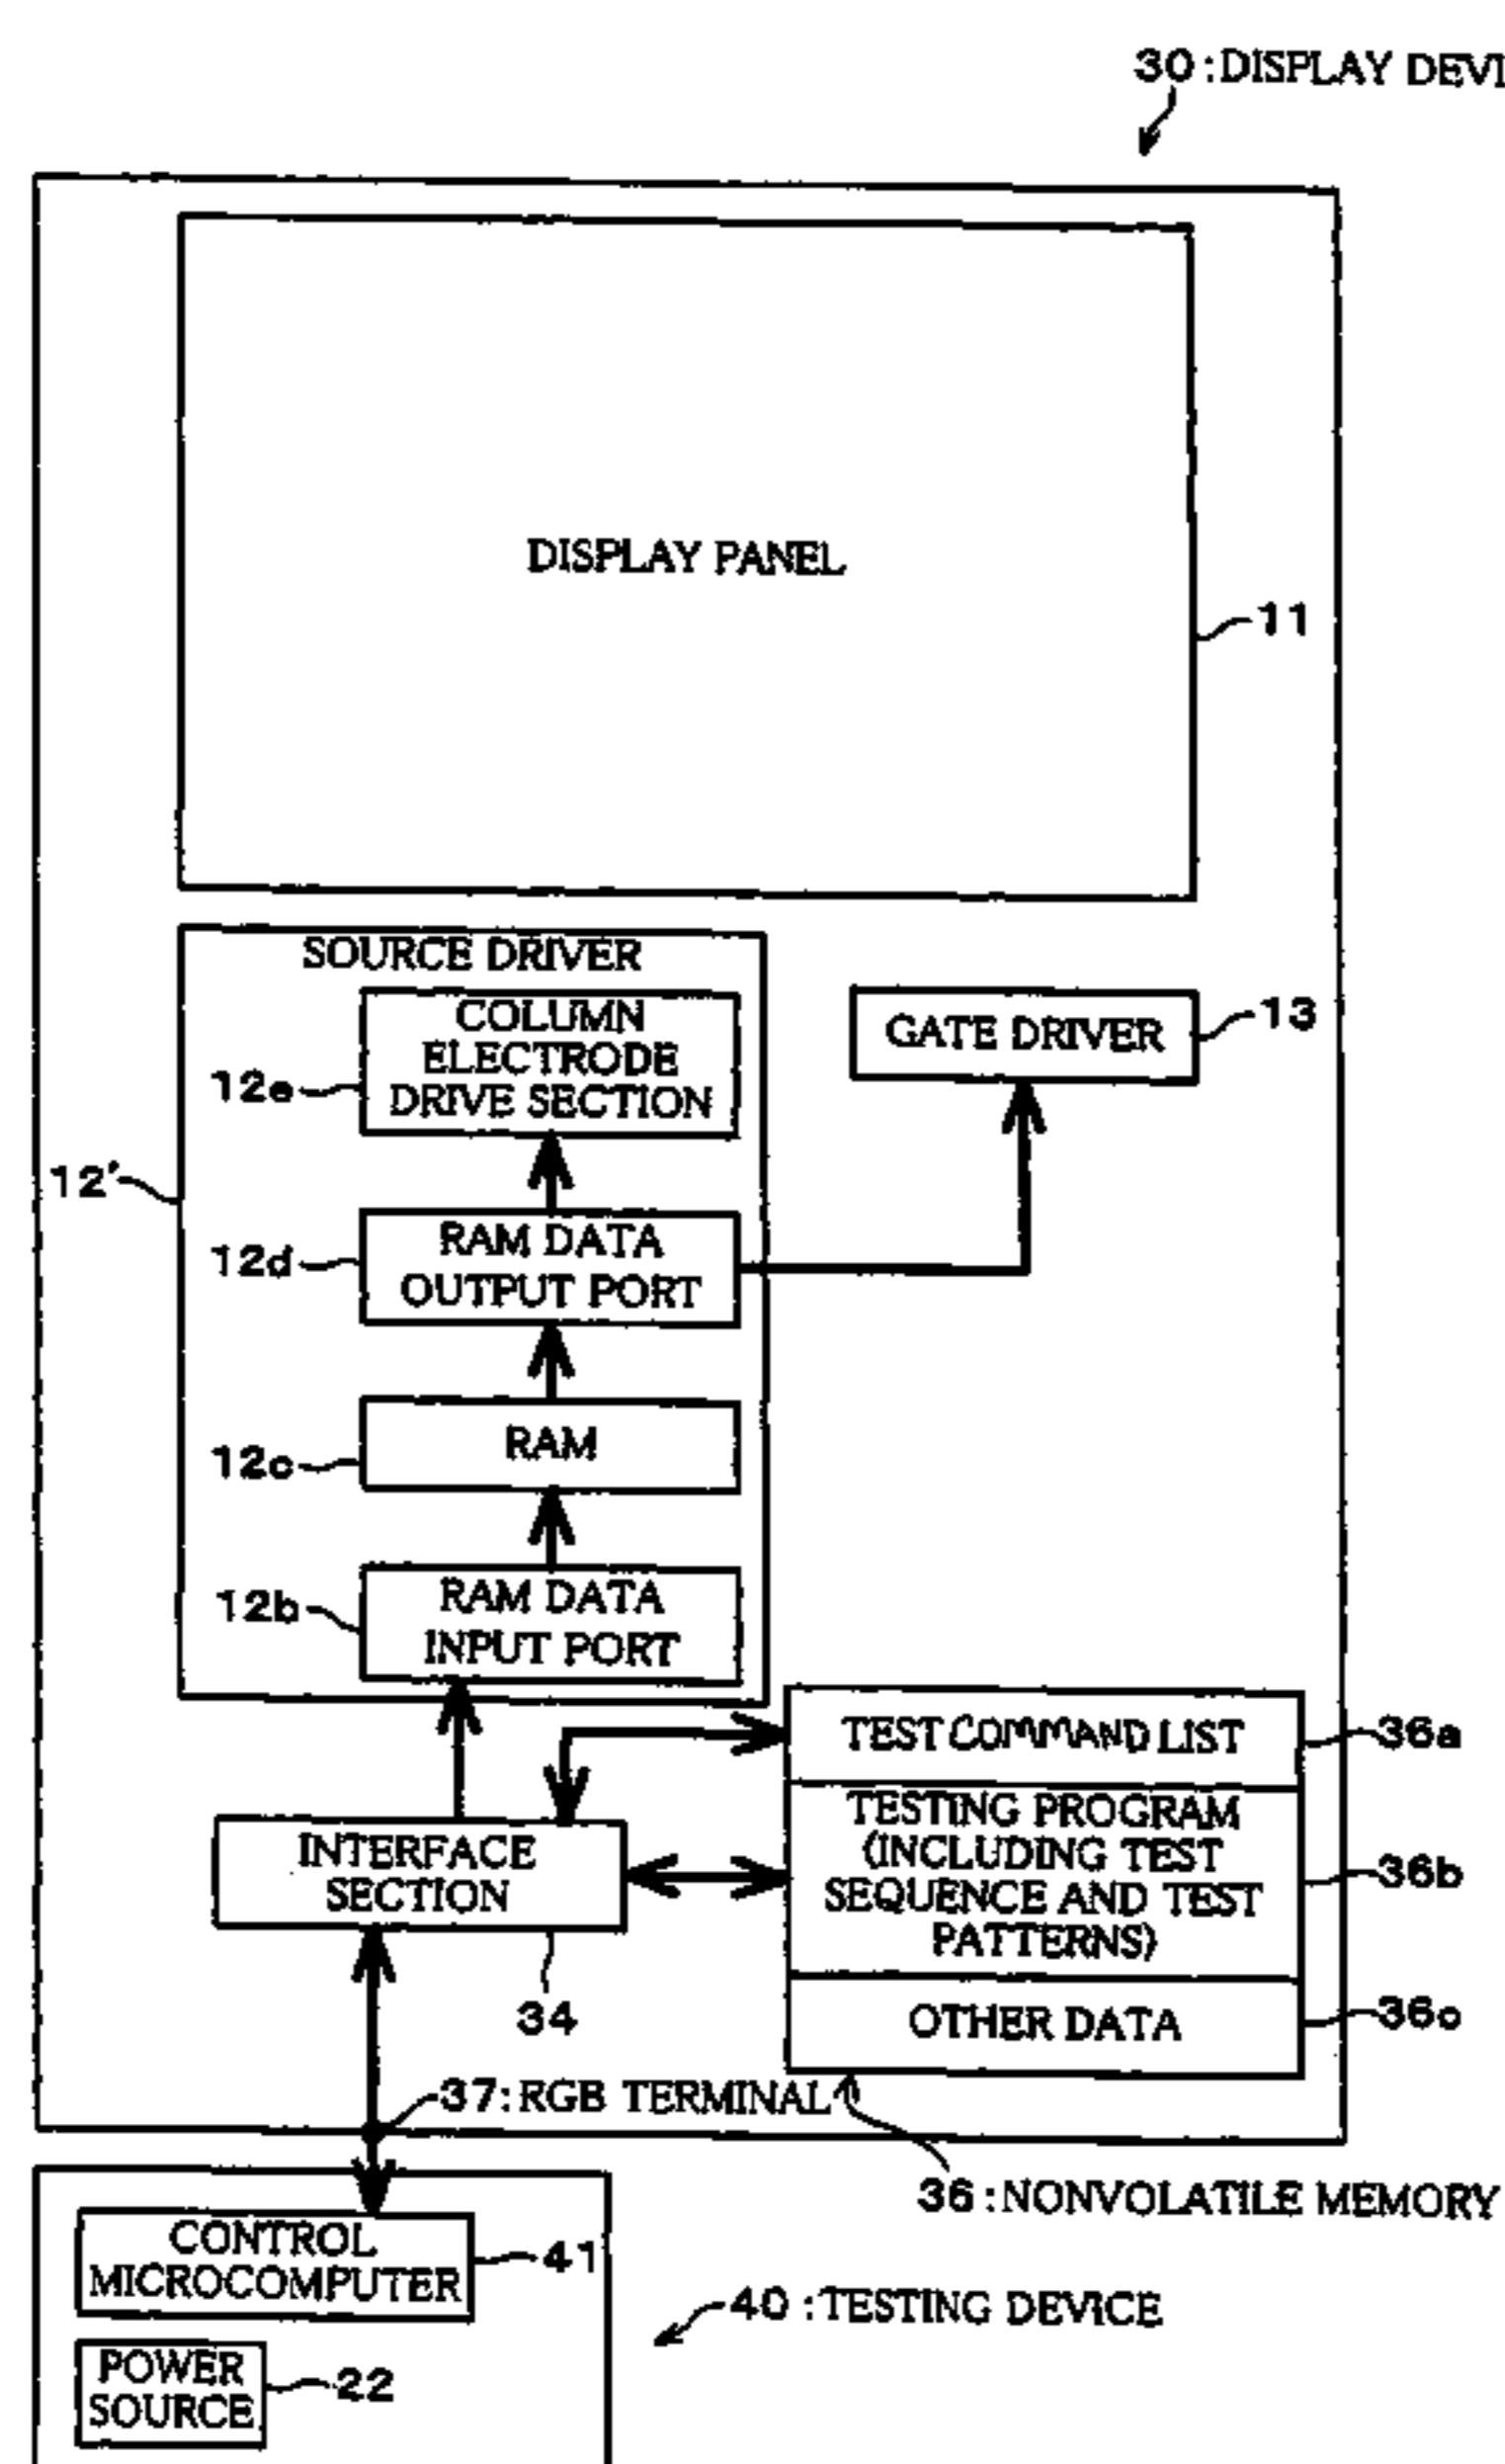 30:DISPLAY DEVI
DISPLAY PANEL
11
SOURCE DRIVER
COLUMN
ELECTRODE
DRIVE SECTION
12e
GATE DRIVER
13
12'
RAM DATA
OUTPUT PORT
12d
RAM
12c
RAM DATA
INPUT PORT
12b
TEST COMMAND LIST
36a
TESTING PROGRAM
(INCLUDING TEST
SEQUENCE AND TEST
PATTERNS)
36b
INTERFACE
SECTION
34
OTHER DATA
36c
37:RGB TERMINAL
36:NONVOLATILE MEMORY
CONTROL
MICROCOMPUTER
41
40:TESTING DEVICE
POWER
SOURCE
22